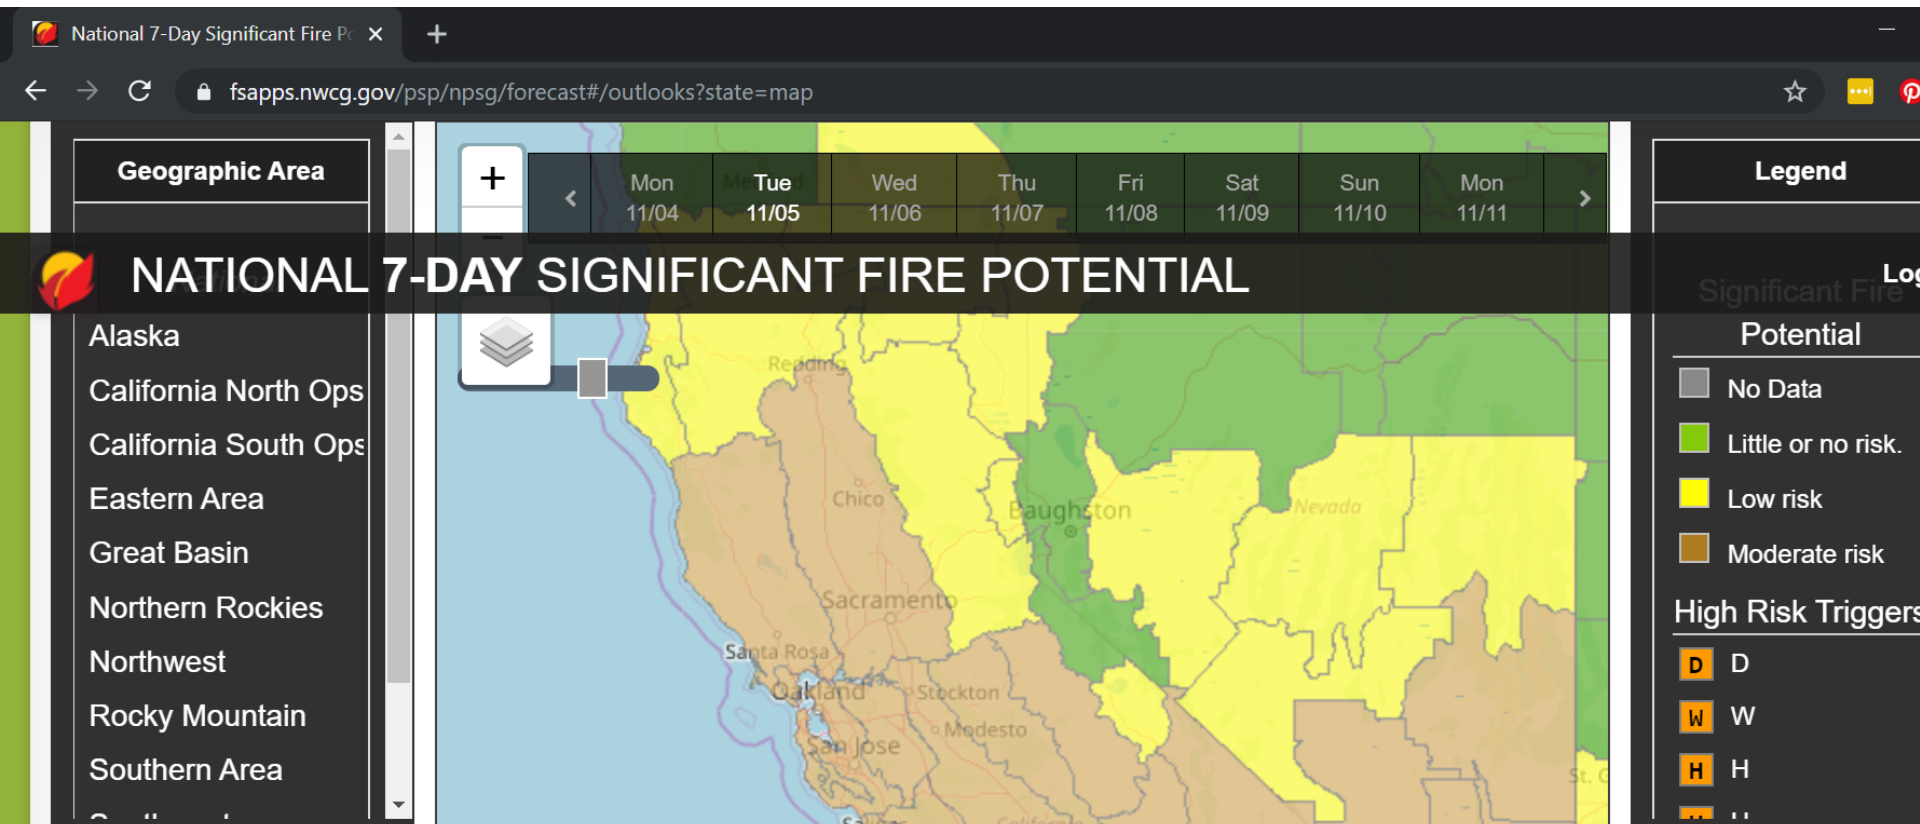 National 7-Day Significant Fire Po
fsapps.nwcg.gov/psp/npsg/forecast#/outlooks?state=map
Geographic Area
NATIONAL 7-DAY SIGNIFICANT FIRE POTENTIAL
Log
Alaska
California North Ops
California South Ops
Eastern Area
Great Basin
Northern Rockies
Northwest
Rocky Mountain
Southern Area
+
Mon 11/04
Tue 11/05
Wed 11/06
Thu 11/07
Fri 11/08
Sat 11/09
Sun 11/10
Mon 11/11
Redding
Chico
Baughston
Nevada
Sacramento
Santa Rosa
Oakland
Stockton
Modesto
San Jose
California
Legend
Significant Fire
Potential
No Data
Little or no risk.
Low risk
Moderate risk
High Risk Triggers
D D
W W
H H